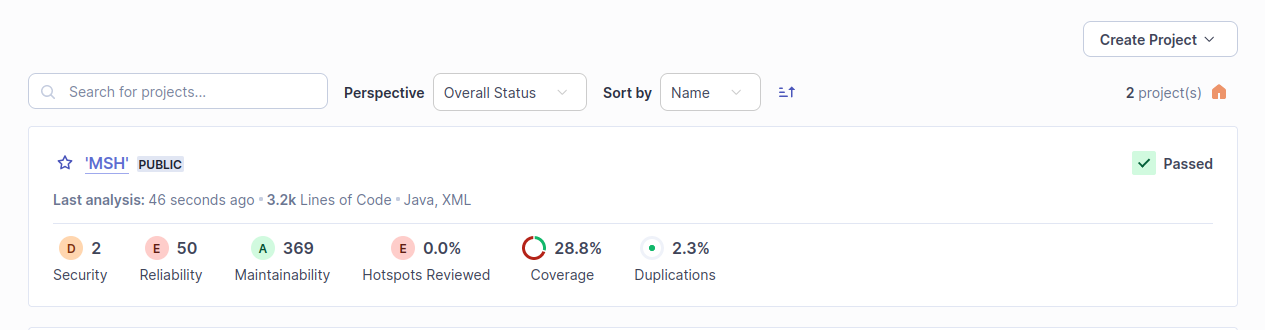 Create Project
Search for projects... Perspective Overall Status Sort by Name 2 project(s)
'MSH' PUBLIC Passed
Last analysis: 46 seconds ago • 3.2k Lines of Code • Java, XML
D 2 E 50 A 369 E 0.0% 28.8% 2.3%
Security Reliability Maintainability Hotspots Reviewed Coverage Duplications